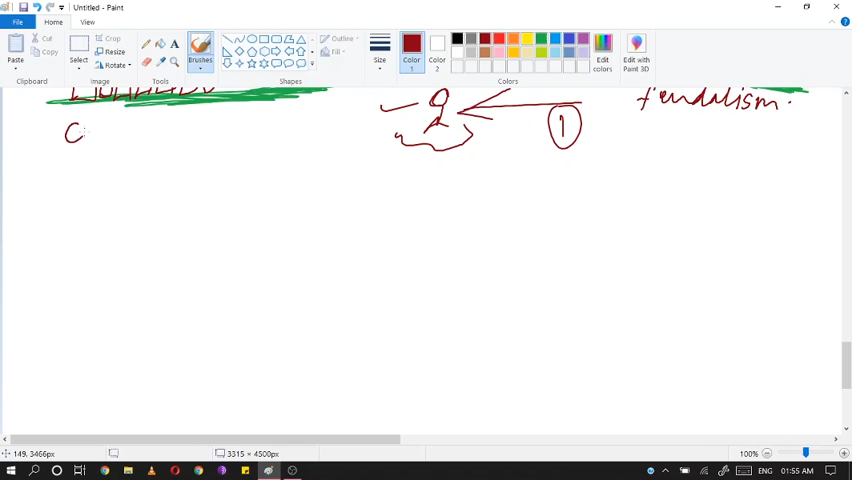 Untitled - Paint
File Home View
Paste Cut Copy Clipboard
Select Crop Resize Rotate Image
Tools
Brushes
Outline Fill Shapes
Size
Color 1 Color 2 Edit colors Colors
Edit with Paint 3D
feudalism.
1
C
149, 3466px 3315 × 4500px 100%
ENG 01:55 AM